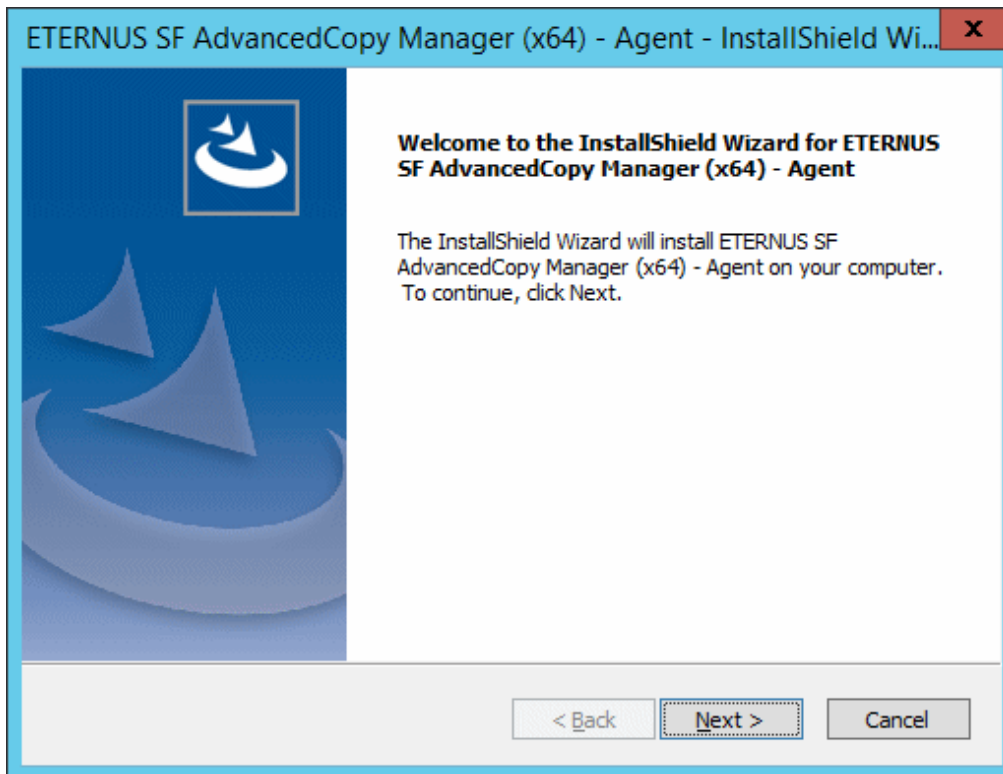 ETERNUS SF AdvancedCopy Manager (x64) - Agent - InstallShield Wi...
x
Welcome to the InstallShield Wizard for ETERNUS
SF AdvancedCopy Manager (x64) - Agent
The InstallShield Wizard will install ETERNUS SF
AdvancedCopy Manager (x64) - Agent on your computer.
To continue, click Next.
< Back
Next >
Cancel